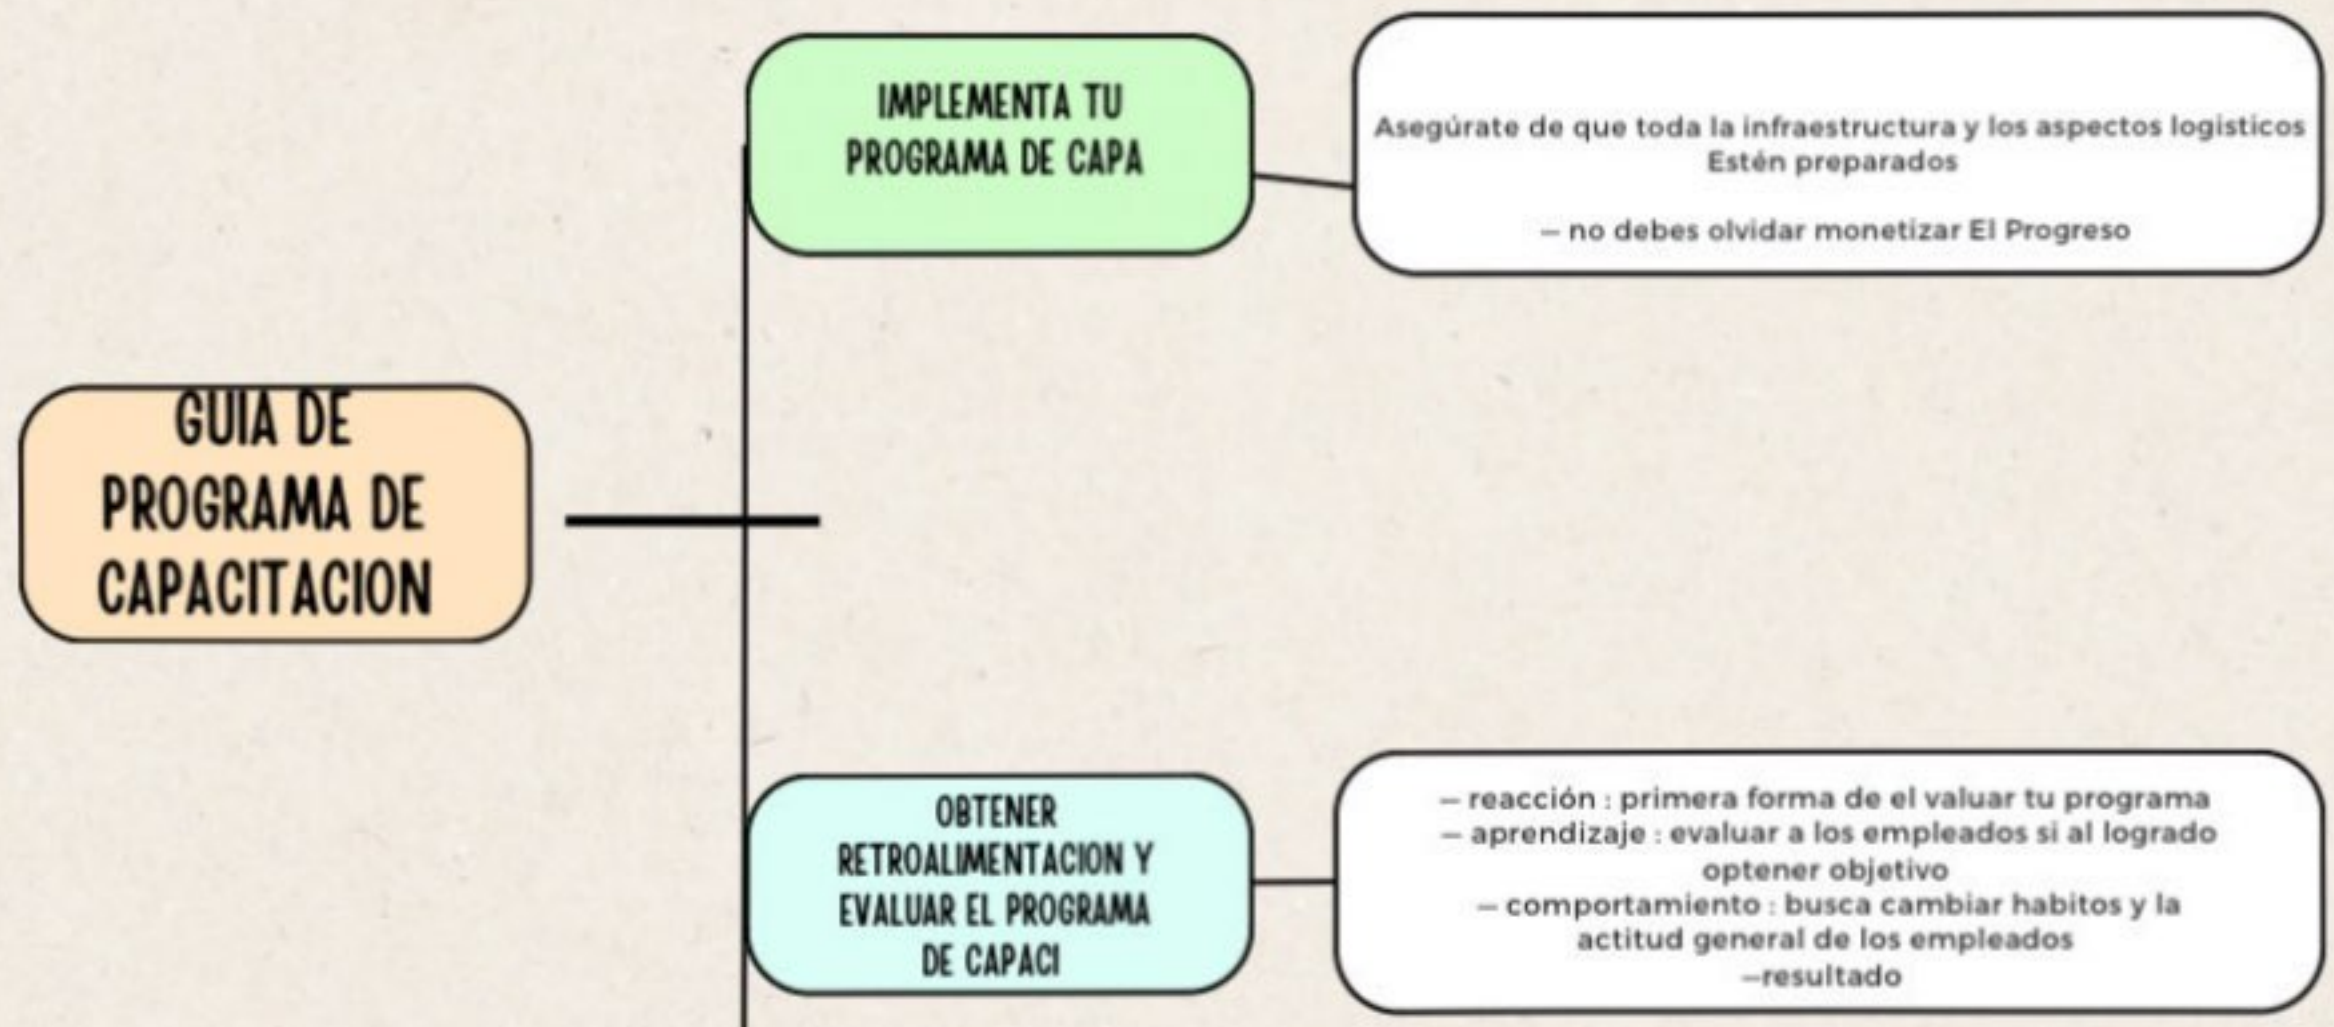 GUIA DE
PROGRAMA DE
CAPACITACION
IMPLEMENTA TU
PROGRAMA DE CAPA
Asegúrate de que toda la infraestructura y los aspectos logisticos
Estén preparados
– no debes olvidar monetizar El Progreso
OBTENER
RETROALIMENTACION Y
EVALUAR EL PROGRAMA
DE CAPACI
– reacción : primera forma de el valuar tu programa
– aprendizaje : evaluar a los empleados si al logrado
optener objetivo
– comportamiento : busca cambiar habitos y la
actitud general de los empleados
–resultado